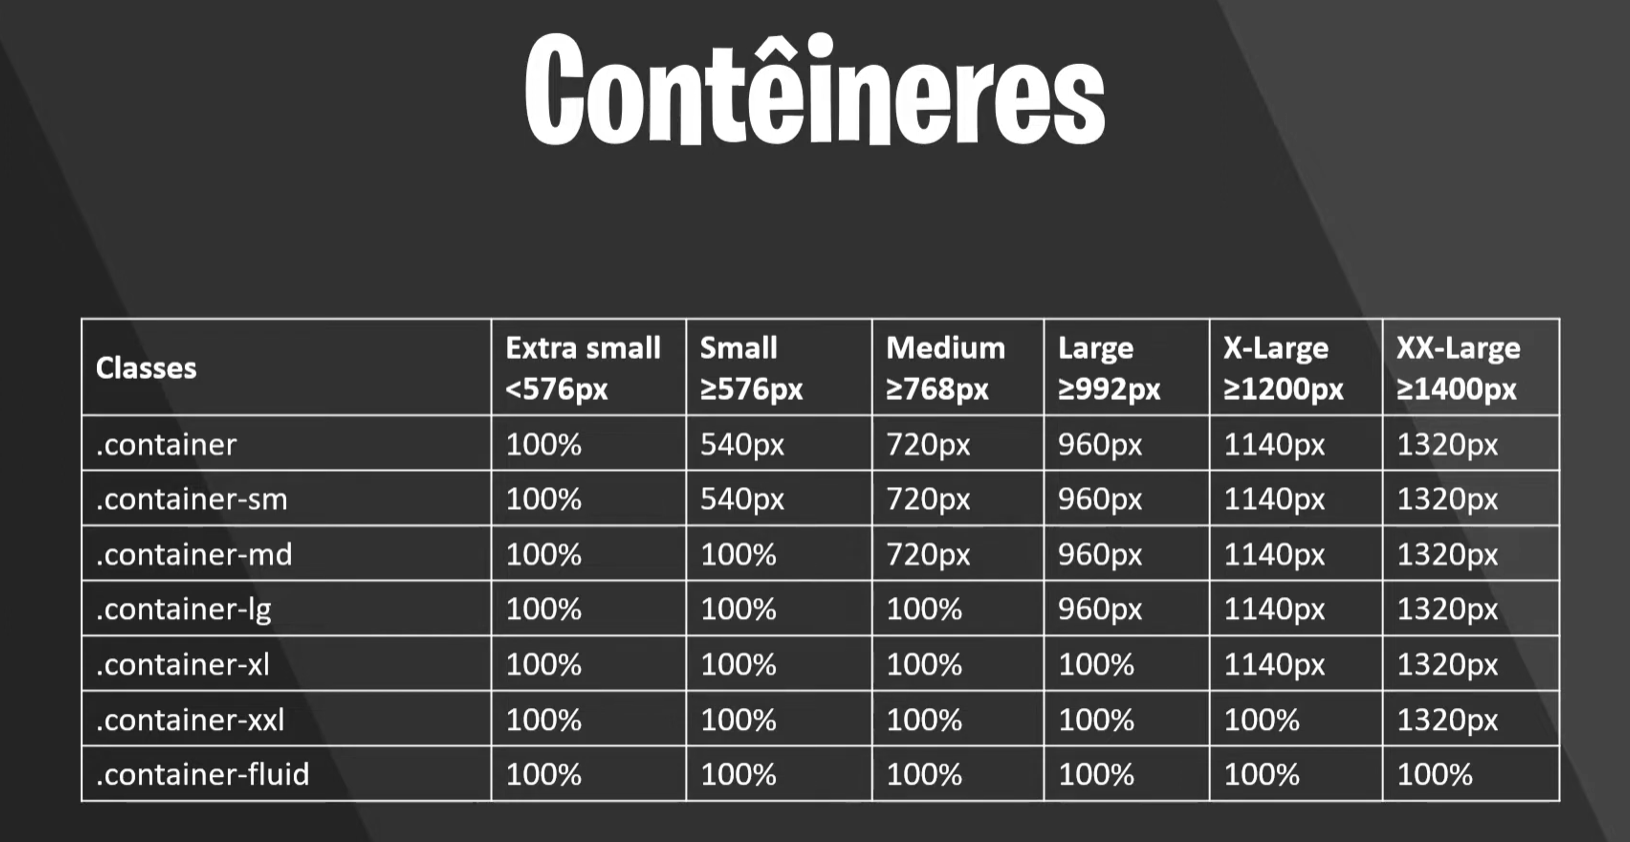 Contêineres
Classes
Extra small
<576px
Small
≥576px
Medium
≥768px
Large
≥992px
X-Large
≥1200px
XX-Large
≥1400px
.container 100% 540px 720px 960px 1140px 1320px
.container-sm 100% 540px 720px 960px 1140px 1320px
.container-md 100% 100% 720px 960px 1140px 1320px
.container-lg 100% 100% 100% 960px 1140px 1320px
.container-xl 100% 100% 100% 100% 1140px 1320px
.container-xxl 100% 100% 100% 100% 100% 1320px
.container-fluid 100% 100% 100% 100% 100% 100%